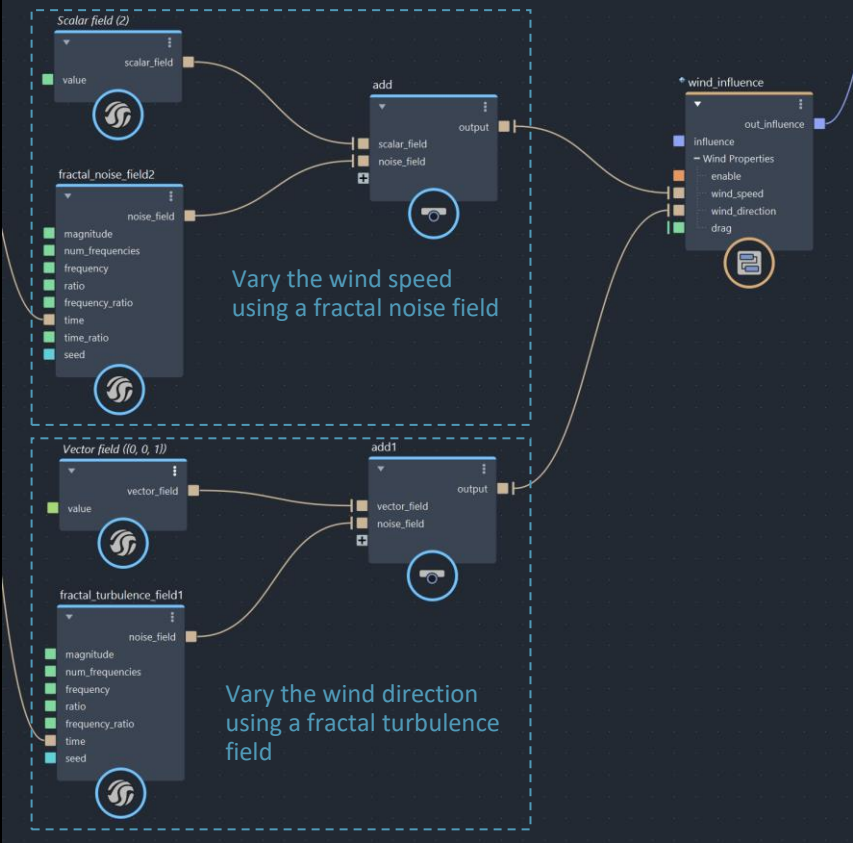 Scalar field (2)
scalar_field
value
add
output
scalar_field
noise_field
wind_influence
out_influence
influence
Wind Properties
enable
wind_speed
wind_direction
drag
fractal_noise_field2
noise_field
magnitude
num_frequencies
frequency
ratio
frequency_ratio
time
time_ratio
seed
Vary the wind speed
using a fractal noise field
Vector field ([0, 0, 1])
vector_field
value
add1
output
vector_field
noise_field
fractal_turbulence_field1
noise_field
magnitude
num_frequencies
frequency
ratio
frequency_ratio
time
seed
Vary the wind direction
using a fractal turbulence
field